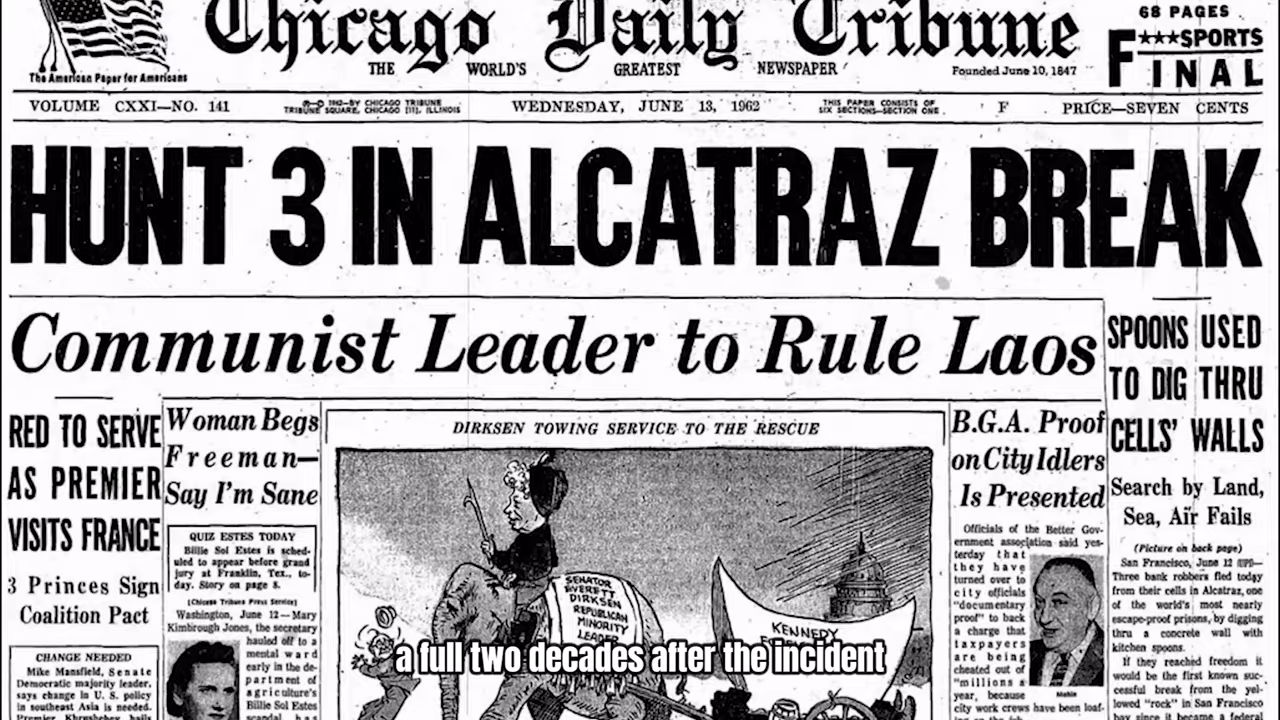 Chicago Daily Tribune
68 PAGES
F ★★★SPORTS
INAL
The American Paper for Americans
THE WORLD'S GREATEST NEWSPAPER
Founded June 10, 1847
VOLUME CXXI—NO. 141
1962—BY CHICAGO TRIBUNE
TRIBUNE SQUARE, CHICAGO [11], ILLINOIS
WEDNESDAY, JUNE 13, 1962
THIS PAPER CONSISTS OF
SIX SECTIONS—SECTION ONE
F
PRICE—SEVEN CENTS
HUNT 3 IN ALCATRAZ BREAK
Communist Leader to Rule Laos
RED TO SERVE
AS PREMIER
VISITS FRANCE
3 Princes Sign
Coalition Pact
CHANGE NEEDED
Mike Mansfield, Senate
Democratic majority leader,
says change in U. S. policy
in southeast Asia is needed.
Premier Khrushchev hails
Woman Begs
Freeman—
Say I'm Sane
QUIZ ESTES TODAY
Billie Sol Estes is sched-
uled to appear before grand
jury at Franklin, Tex., to-
day. Story on page 8.
[Chicago Tribune Press Service]
Washington, June 12—Mary
Kimbrough Jones, the secretary
hauled off to a
mental ward
early in the de-
partment of
agriculture's
Billie Sol Estes
scandal, has
DIRKSEN TOWING SERVICE TO THE RESCUE
SENATOR
EVERETT
DIRKSEN
REPUBLICAN
MINORITY
LEADER
KENNEDY
B.G.A. Proof
on City Idlers
Is Presented
Officials of the Better Gov-
ernment association said yes-
terday that
they have
turned over to
city officials
"documentary
proof" to back
a charge that
taxpayers
are being
cheated out of
"millions a
year, because
city work crews have been loaf-
SPOONS USED
TO DIG THRU
CELLS' WALLS
Search by Land,
Sea, Air Fails
(Picture on back page)
San Francisco, June 12 (UPI)—
Three bank robbers fled today
from their cells in Alcatraz, one
of the world's most nearly
escape-proof prisons, by digging
thru a concrete wall with
kitchen spoons.
If they reached freedom it
would be the first known suc-
cessful break from the yel-
lowed "rock" in San Francisco
bay since it became a federal
a full two decades after the incident